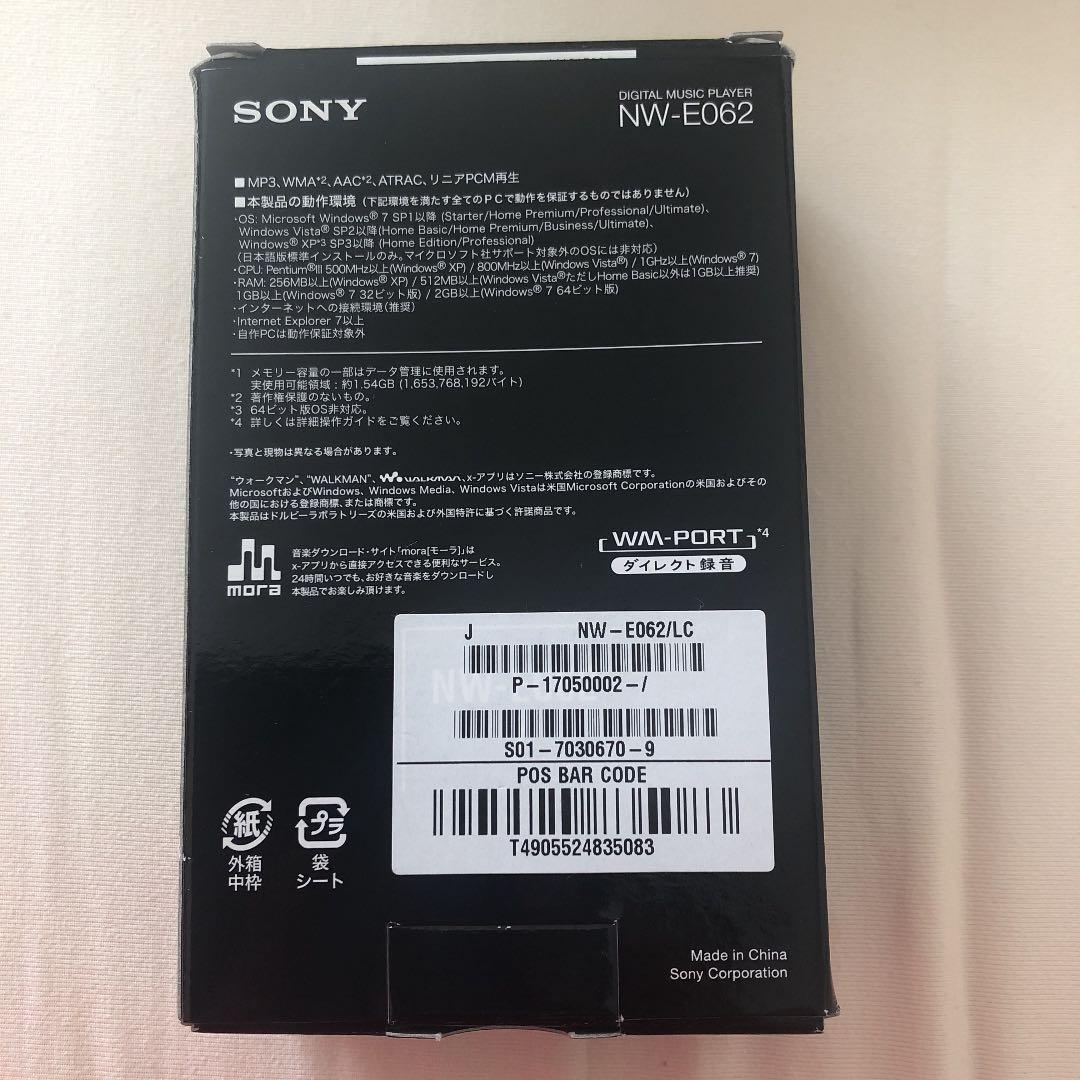 SONY
DIGITAL MUSIC PLAYER
NW-E062
■MP3、WMA*2、AAC*2、ATRAC、リニアPCM再生
■本製品の動作環境（下記環境を満たす全てのPCで動作を保証するものではありません）
・OS: Microsoft Windows® 7 SP1以降 (Starter/Home Premium/Professional/Ultimate)、
Windows Vista® SP2以降(Home Basic/Home Premium/Business/Ultimate)、
Windows® XP*3 SP3以降 (Home Edition/Professional)
(日本語版標準インストールのみ。マイクロソフト社サポート対象外のOSには非対応)
・CPU: Pentium®III 500MHz以上(Windows® XP) / 800MHz以上(Windows Vista®) / 1GHz以上(Windows® 7)
・RAM: 256MB以上(Windows® XP) / 512MB以上(Windows Vista®ただしHome Basic以外は1GB以上推奨)
1GB以上(Windows® 7 32ビット版) / 2GB以上(Windows® 7 64ビット版)
・インターネットへの接続環境（推奨）
・Internet Explorer 7以上
・自作PCは動作保証対象外
*1 メモリー容量の一部はデータ管理に使用されます。
実使用可能領域：約1.54GB (1,653,768,192バイト)
*2 著作権保護のないもの。
*3 64ビット版OS非対応。
*4 詳しくは詳細操作ガイドをご覧ください。
・写真と現物は異なる場合があります。
"ウォークマン"、"WALKMAN"、WALKMAN、x-アプリはソニー株式会社の登録商標です。
MicrosoftおよびWindows、Windows Media、Windows Vistaは米国Microsoft Corporationの米国およびその
他の国における登録商標、または商標です。
本製品はドルビーラボラトリーズの米国および外国特許に基づく許諾商品です。
mora
音楽ダウンロード・サイト「mora[モーラ]」は
x-アプリから直接アクセスできる便利なサービス。
24時間いつでも、お好きな音楽をダウンロードし
本製品でお楽しみ頂けます。
WM-PORT *4
ダイレクト録音
J NW-E062/LC
P-17050002-/
S01-7030670-9
POS BAR CODE
T4905524835083
紙
外箱
中枠
プラ
袋
シート
Made in China
Sony Corporation